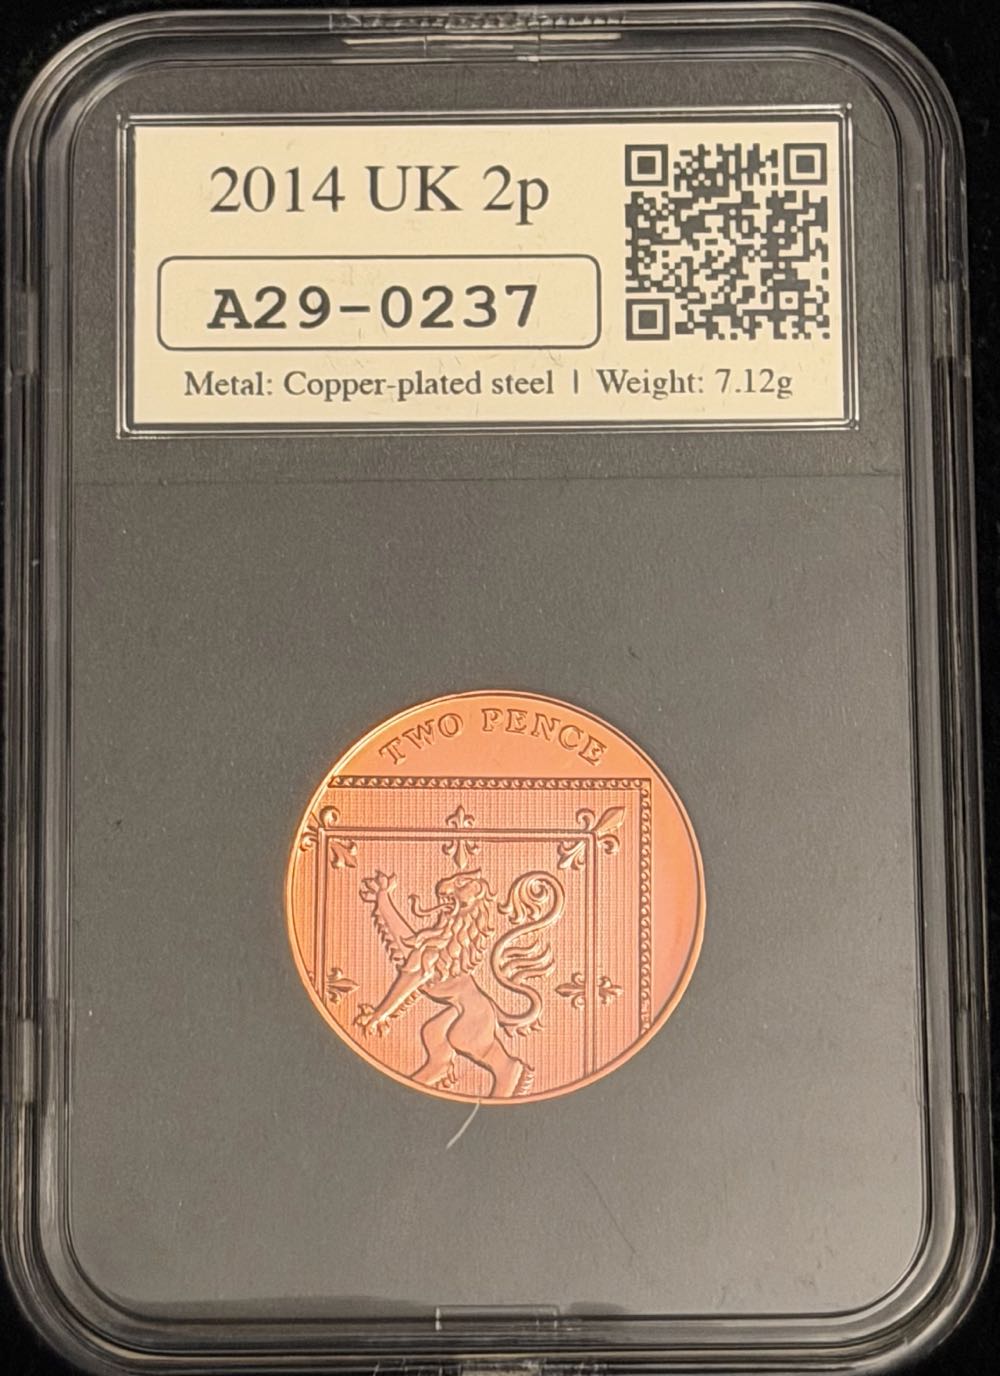 2014 UK 2p
A29-0237
Metal: Copper-plated steel | Weight: 7.12g
TWO PENCE